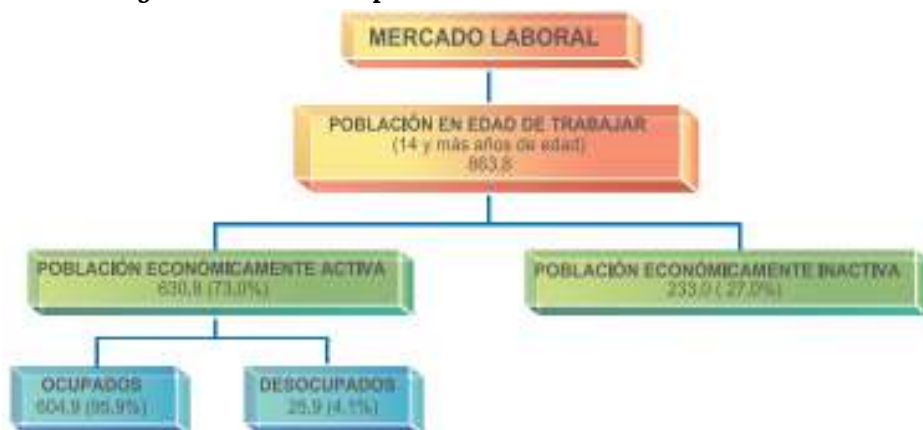 MERCADO LABORAL
POBLACIÓN EN EDAD DE TRABAJAR
(14 y más años de edad)
863,8
POBLACIÓN ECONÓMICAMENTE ACTIVA
630,8 (73,0%)
POBLACIÓN ECONÓMICAMENTE INACTIVA
233,0 ( 27,0%)
OCUPADOS
604,9 (95,9%)
DESOCUPADOS
25,9 (4,1%)